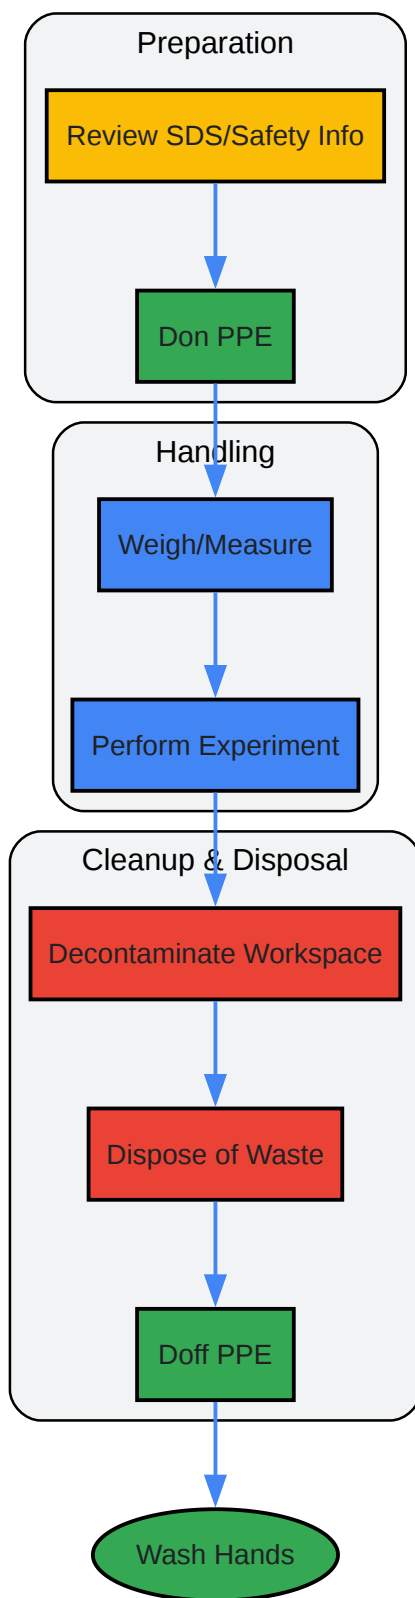 Preparation
Review SDS/Safety Info
Don PPE
Handling
Weigh/Measure
Perform Experiment
Cleanup & Disposal
Decontaminate Workspace
Dispose of Waste
Doff PPE
Wash Hands